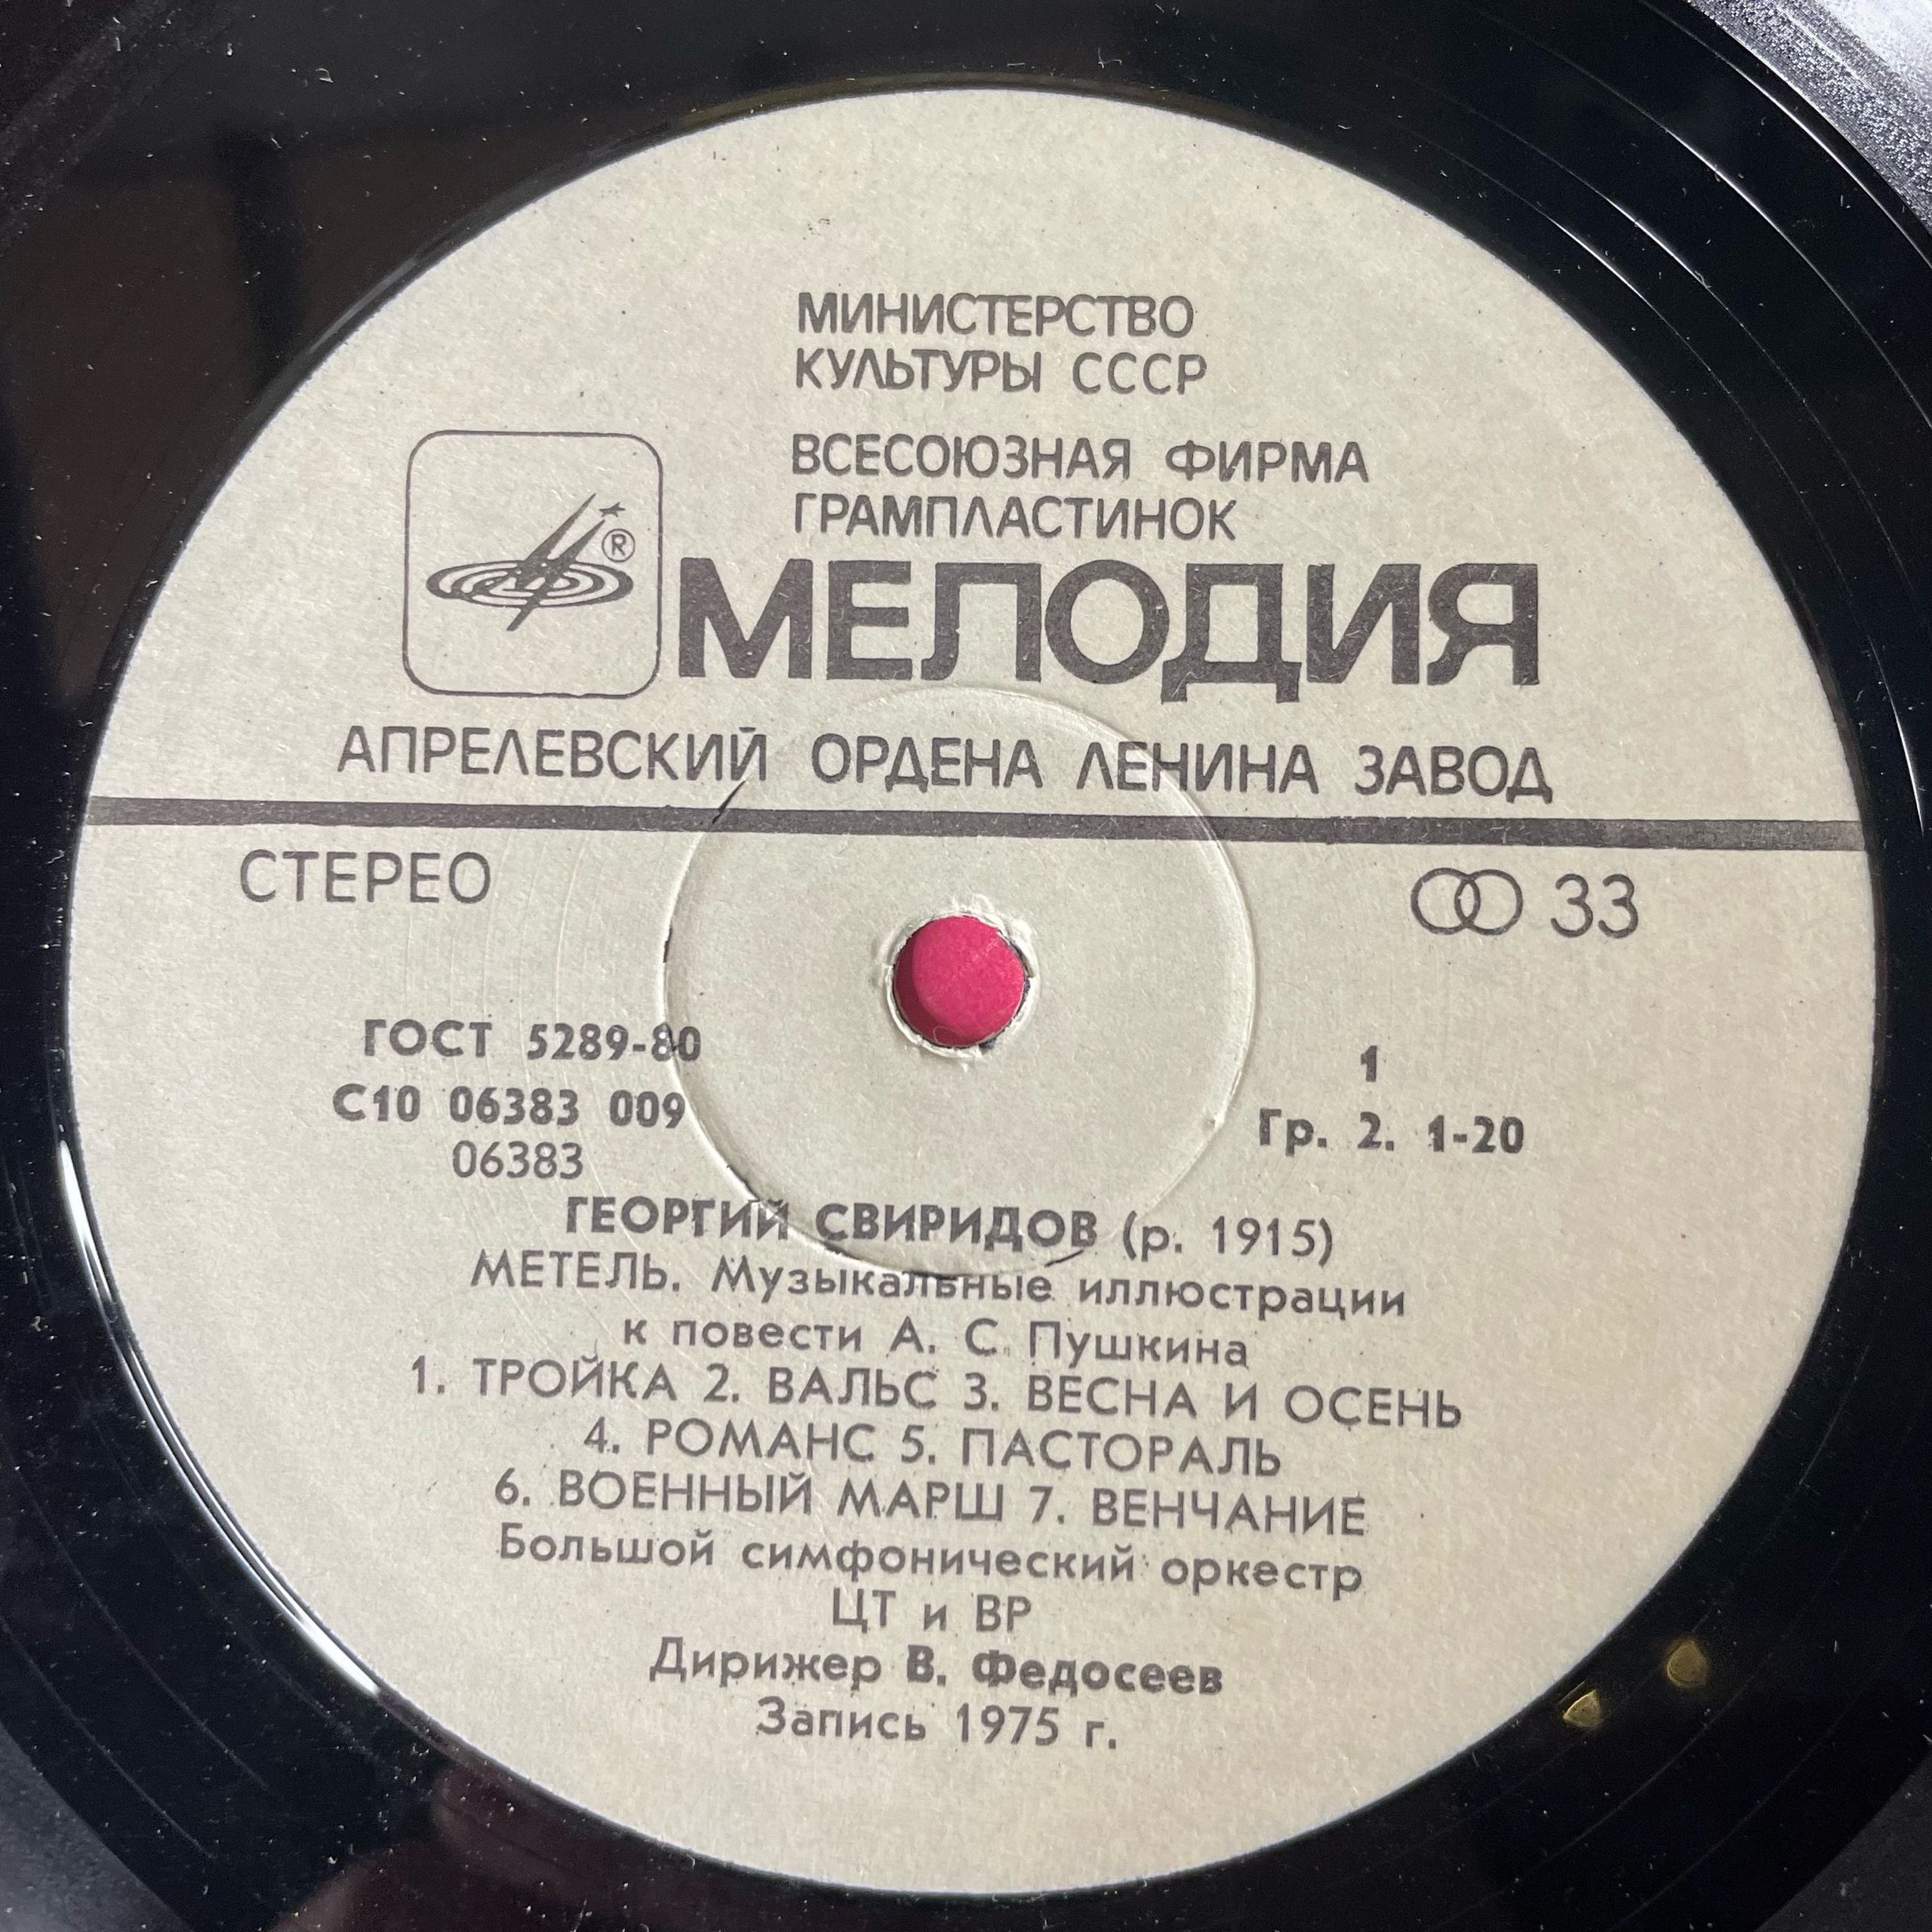 МИНИСТЕРСТВО
КУЛЬТУРЫ СССР
ВСЕСОЮЗНАЯ ФИРМА
ГРАМПЛАСТИНОК
®
МЕЛОДИЯ
АПРЕЛЕВСКИЙ ОРДЕНА ЛЕНИНА ЗАВОД
СТЕРЕО
33
ГОСТ 5289-80
С10 06383 009
06383
1
Гр. 2. 1-20
ГЕОРГИЙ СВИРИДОВ (р. 1915)
МЕТЕЛЬ. Музыкальные иллюстрации
к повести А. С. Пушкина
1. ТРОЙКА 2. ВАЛЬС 3. ВЕСНА И ОСЕНЬ
4. РОМАНС 5. ПАСТОРАЛЬ
6. ВОЕННЫЙ МАРШ 7. ВЕНЧАНИЕ
Большой симфонический оркестр
ЦТ и ВР
Дирижер В. Федосеев
Запись 1975 г.